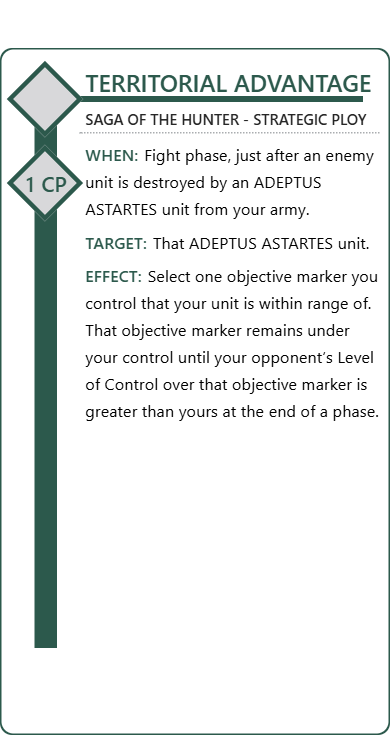 TERRITORIAL ADVANTAGE
SAGA OF THE HUNTER - STRATEGIC PLOY
1 CP
WHEN: Fight phase, just after an enemy
unit is destroyed by an ADEPTUS
ASTARTES unit from your army.
TARGET: That ADEPTUS ASTARTES unit.
EFFECT: Select one objective marker you
control that your unit is within range of.
That objective marker remains under
your control until your opponent’s Level
of Control over that objective marker is
greater than yours at the end of a phase.